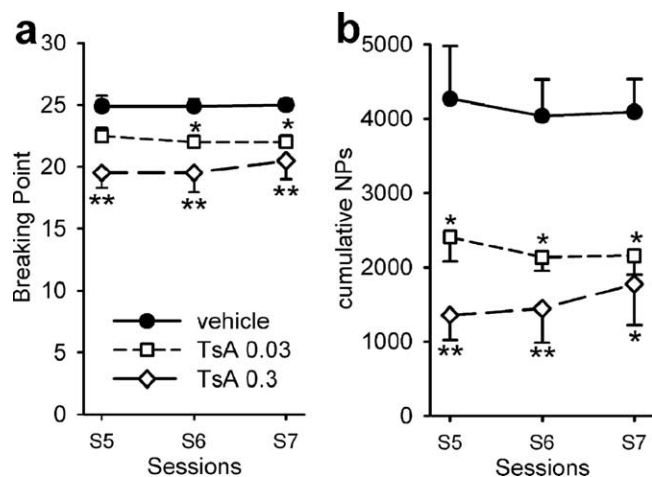 a
30
25
20
15
10
5
0
Breaking Point
*
*
**
**
**
vehicle
TsA 0.03
TsA 0.3
S5 S6 S7
Sessions
b
5000
4000
3000
2000
1000
0
cumulative NPs
*
*
*
**
**
*
S5 S6 S7
Sessions